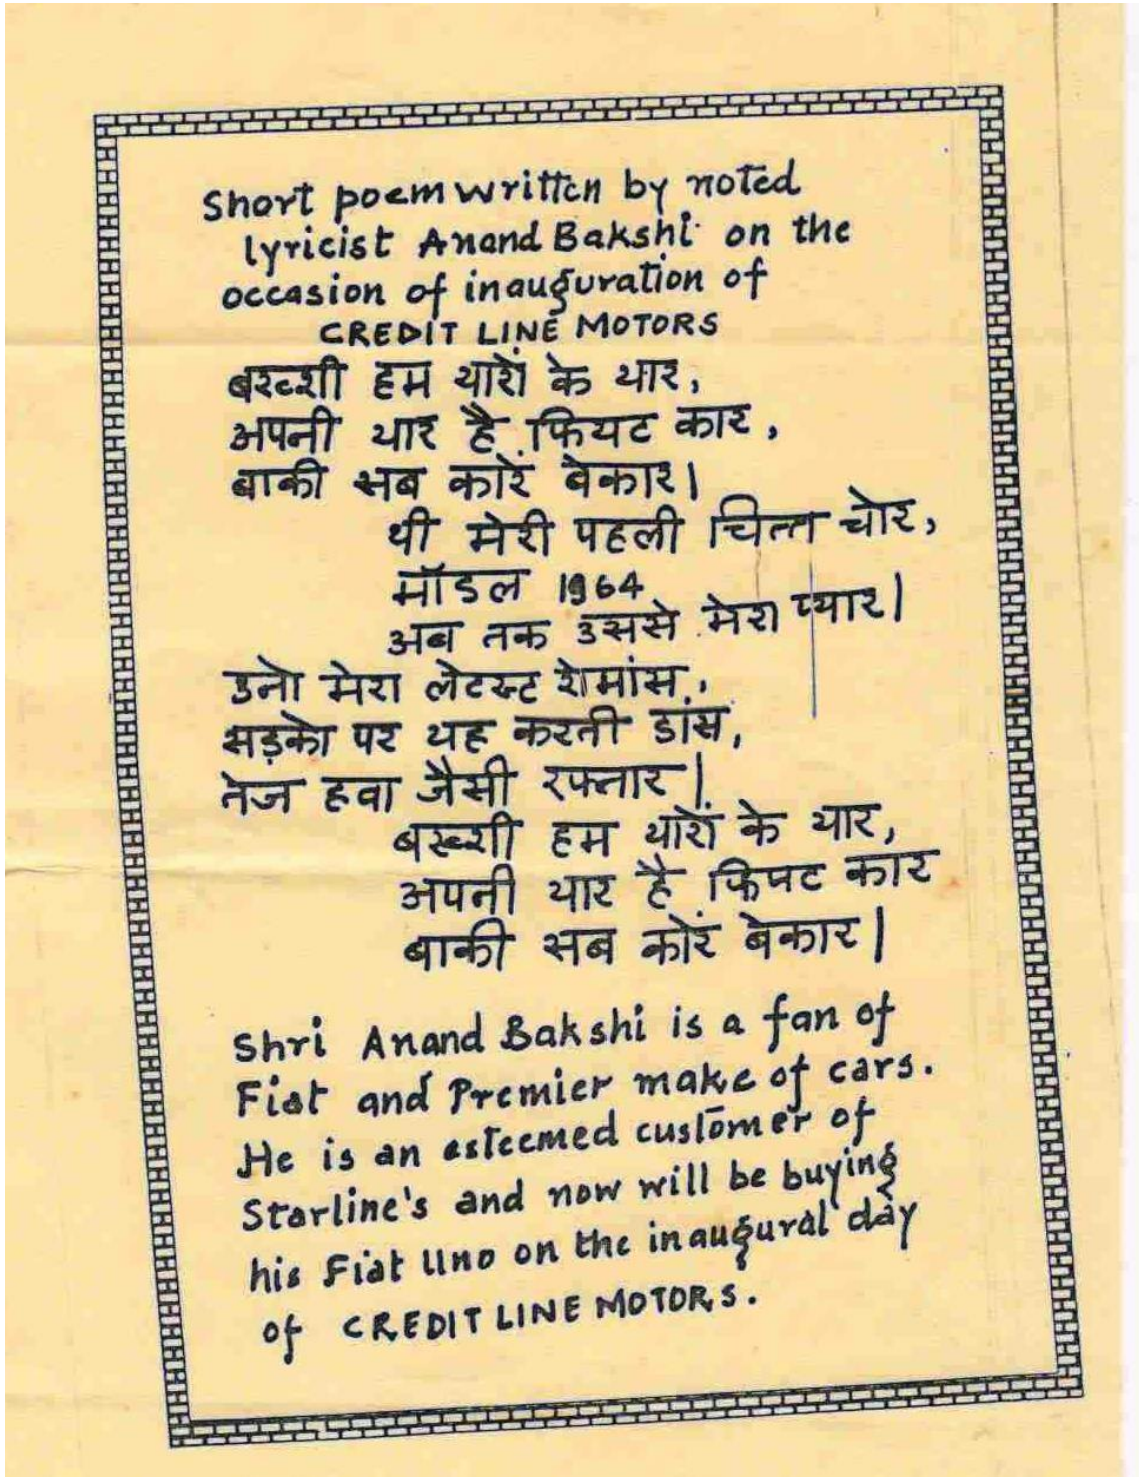 Short poem written by noted
lyricist Anand Bakshi on the
occasion of inauguration of
CREDIT LINE MOTORS
बख्शी हम यारों के यार,
अपनी यार है फियट कार,
बाकी सब कारें बेकार।
थी मेरी पहली चित्त चोर,
मॉडल 1964
अब तक उससे मेरा प्यार।
उनो मेरा लेटस्ट रोमांस,
सड़को पर यह करती डांस,
तेज हवा जैसी रफ्तार।
बख्शी हम यारों के यार,
अपनी यार है फियट कार
बाकी सब कारें बेकार।
Shri Anand Bakshi is a fan of
Fiat and Premier make of cars.
He is an esteemed customer of
Starline's and now will be buying
his Fiat Uno on the inaugural day
of CREDIT LINE MOTORS.